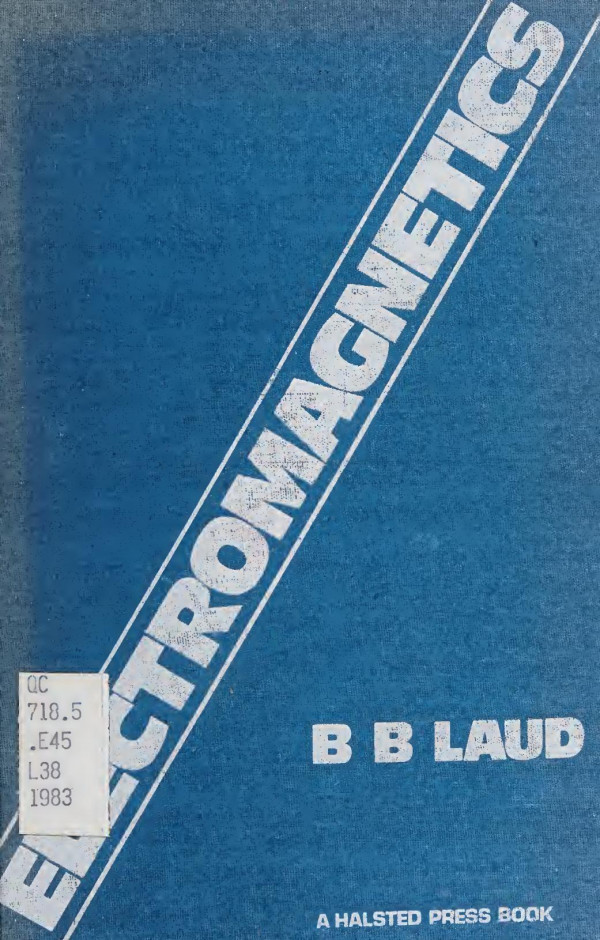 ELECTROMAGNETICS
QC
718.5
.E45
L38
1983
B B LAUD
A HALSTED PRESS BOOK